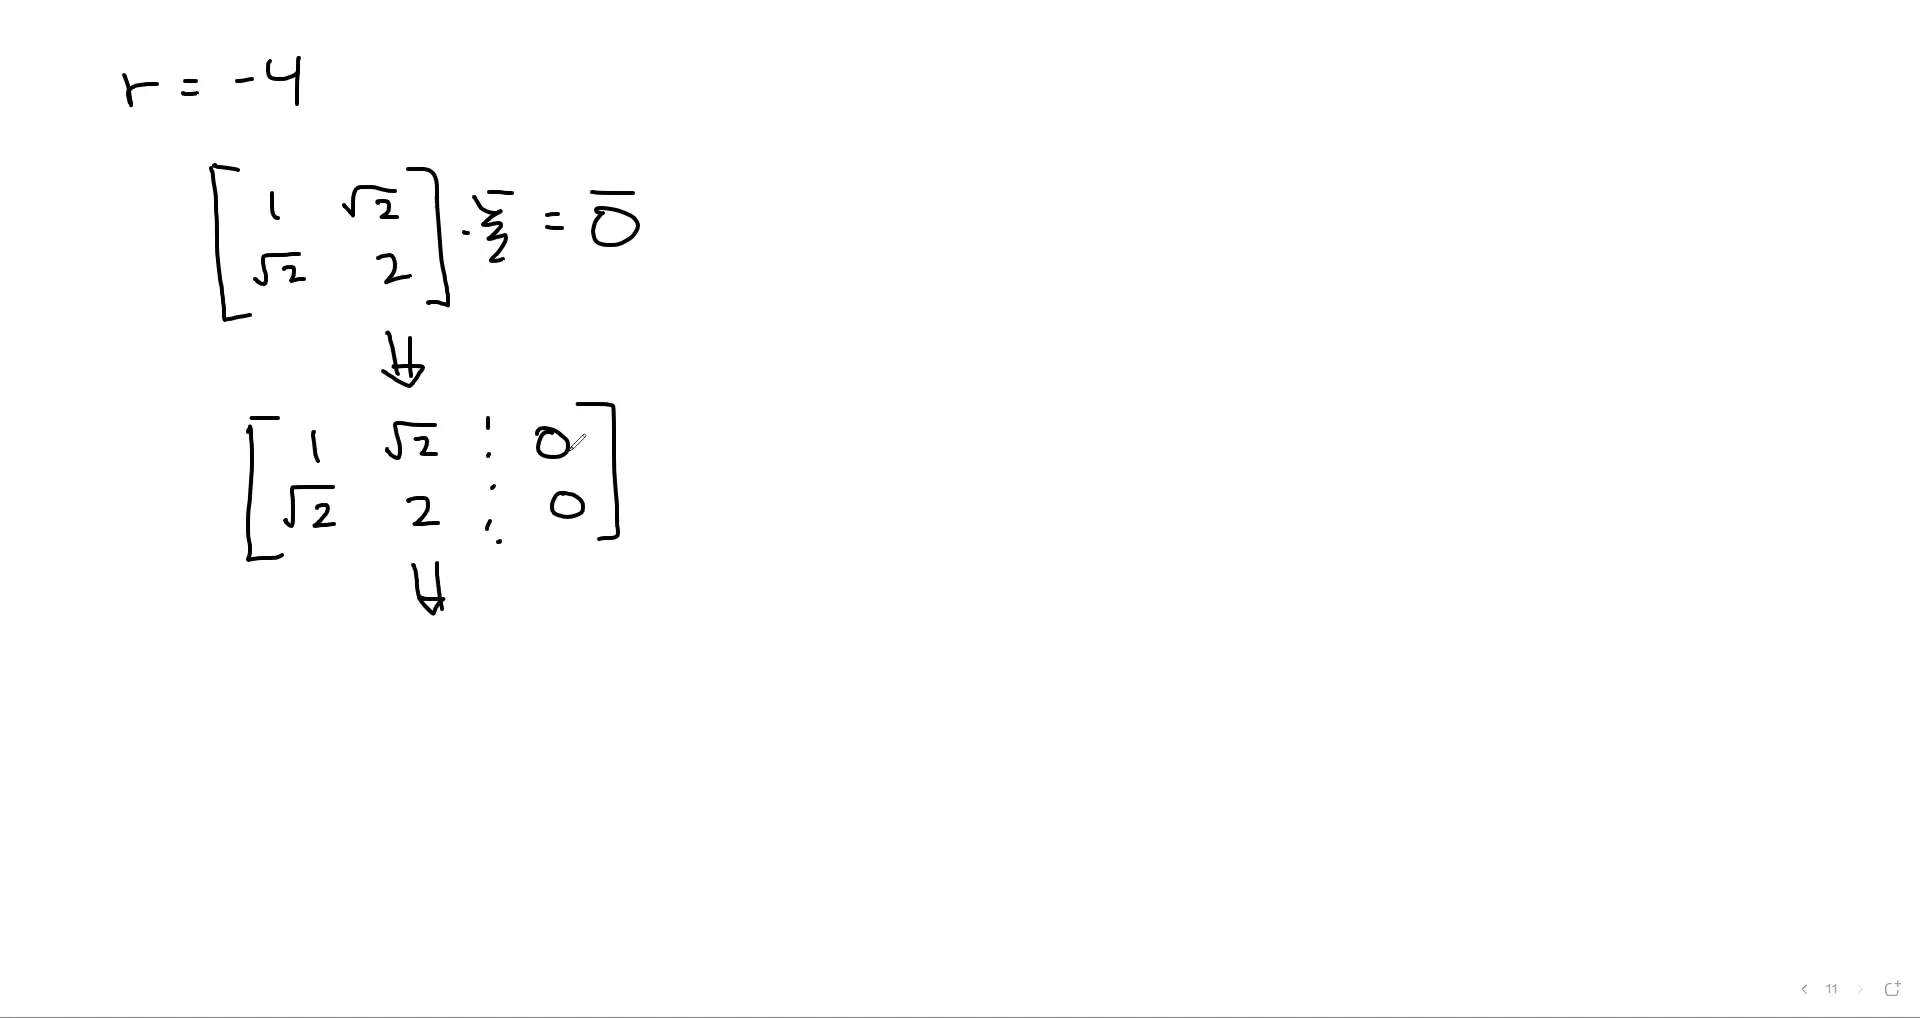 r = -4
[ 1 √2 ; √2 2 ] · ξ̅ = 0̅
⇓
[ 1 √2 ⋮ 0 ; √2 2 ⋮ 0 ]
⇓
< 11 >